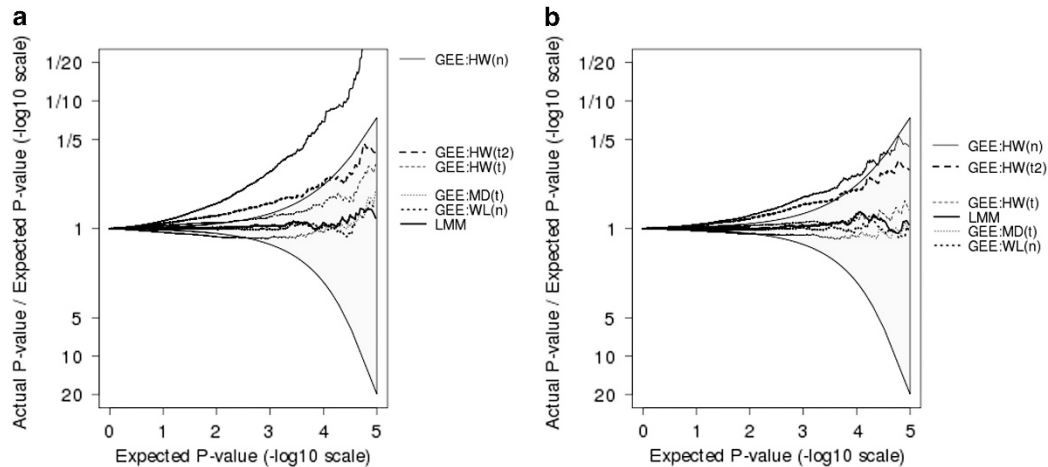 a
Actual P-value / Expected P-value (-log10 scale)
1/20
1/10
1/5
1
5
10
20
0 1 2 3 4 5
Expected P-value (-log10 scale)
GEE:HW(n)
GEE:HW(t2)
GEE:HW(t)
GEE:MD(t)
GEE:WL(n)
LMM
b
Actual P-value / Expected P-value (-log10 scale)
1/20
1/10
1/5
1
5
10
20
0 1 2 3 4 5
Expected P-value (-log10 scale)
GEE:HW(n)
GEE:HW(t2)
GEE:HW(t)
LMM
GEE:MD(t)
GEE:WL(n)